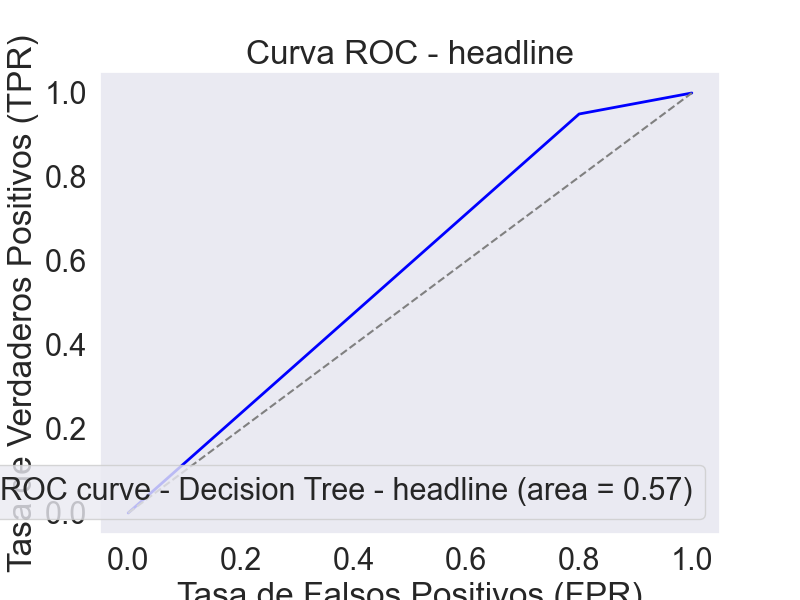 Curva ROC - headline
Tasa de Verdaderos Positivos (TPR)
1.0
0.8
0.6
0.4
0.2
0.0
ROC curve - Decision Tree - headline (area = 0.57)
0.0 0.2 0.4 0.6 0.8 1.0
Tasa de Falsos Positivos (FPR)